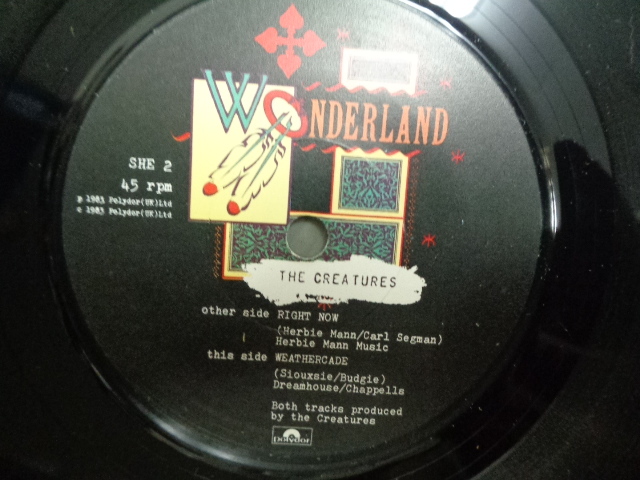 WONDERLAND
SHE 2
45 rpm
p 1983 Polydor(UK)Ltd
c 1983 Polydor(UK)Ltd
THE CREATURES
other side RIGHT NOW
(Herbie Mann/Carl Segman)
Herbie Mann Music
this side WEATHERCADE
(Siouxsie/Budgie)
Dreamhouse/Chappells
Both tracks produced
by the Creatures
polydor